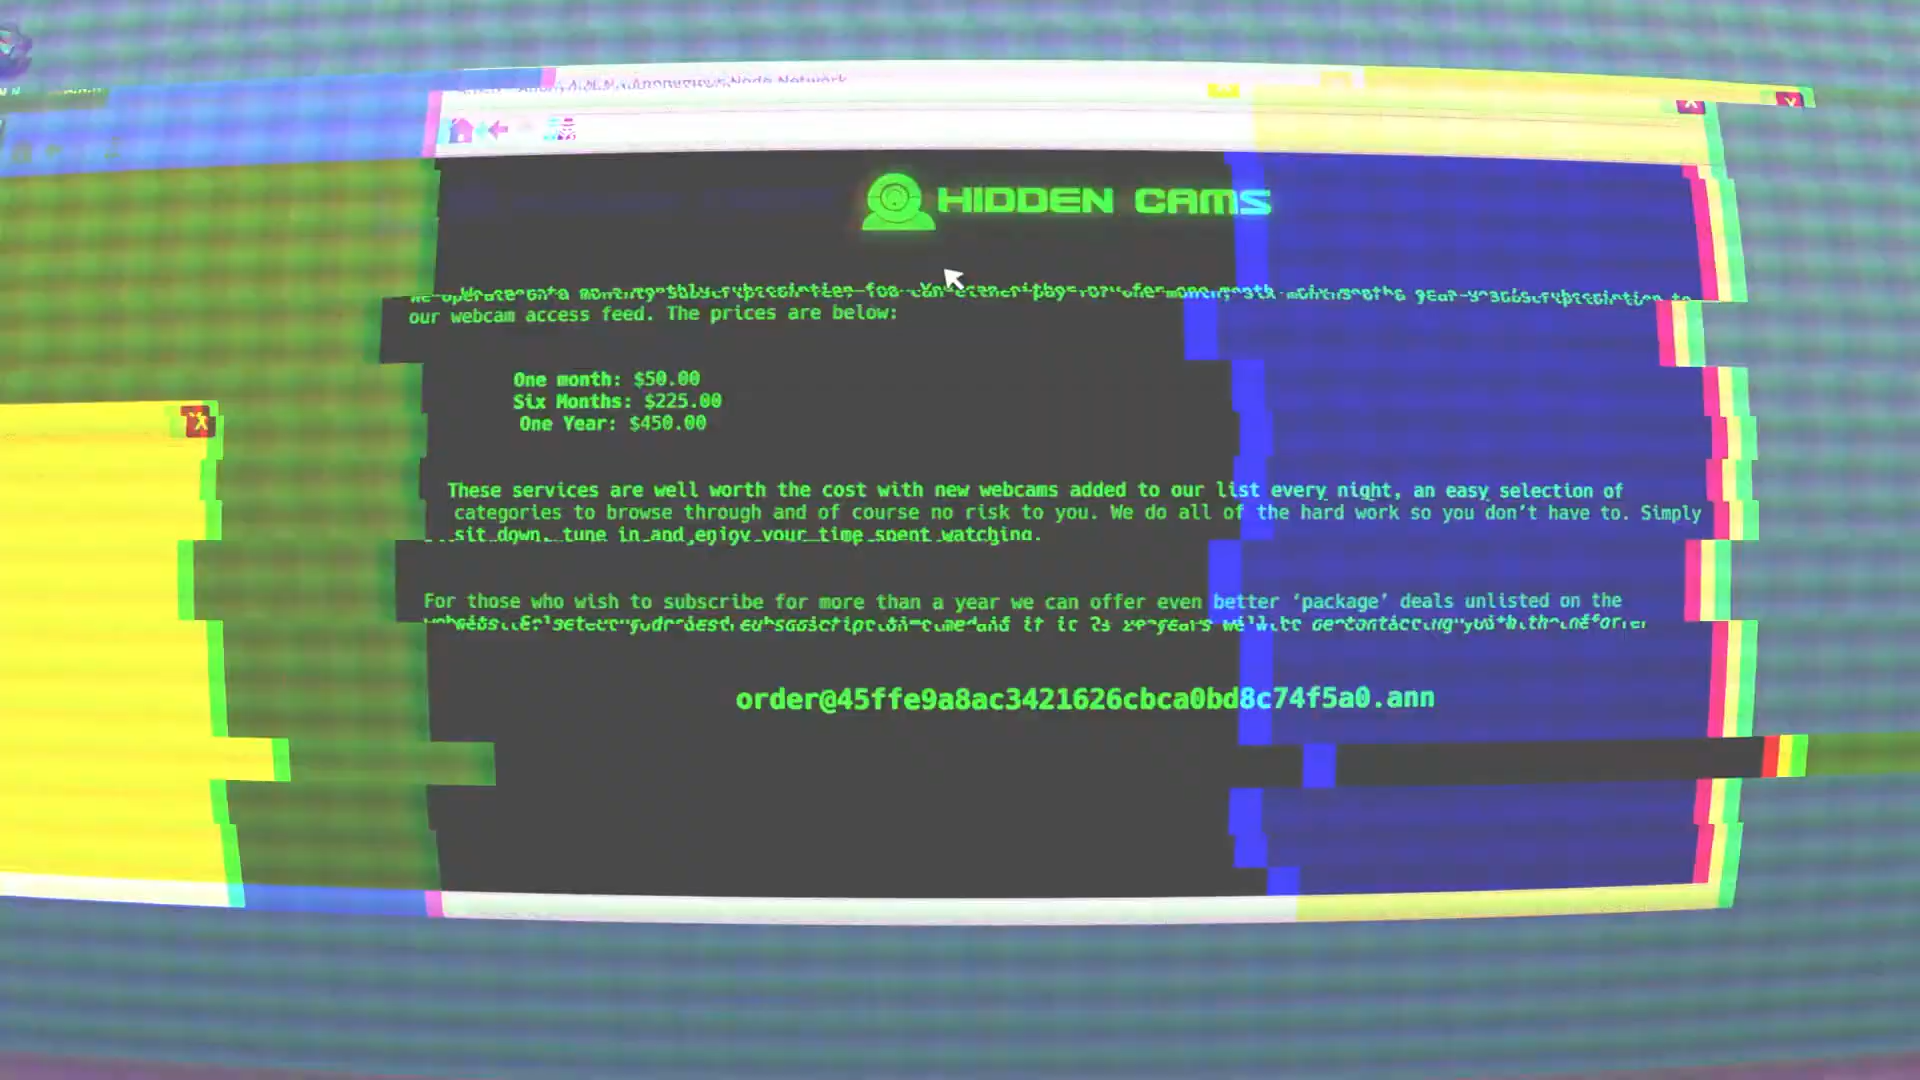 Node Network
HIDDEN CAMS
our webcam access feed. The prices are below:
One month: $50.00
Six Months: $225.00
One Year: $450.00
These services are well worth the cost with new webcams added to our list every night, an easy selection of
categories to browse through and of course no risk to you. We do all of the hard work so you don't have to. Simply
sit down, tune in and enjoy your time spent watching.
For those who wish to subscribe for more than a year we can offer even better ‘package’ deals unlisted on the
order@45ffe9a8ac3421626cbca0bd8c74f5a0.ann